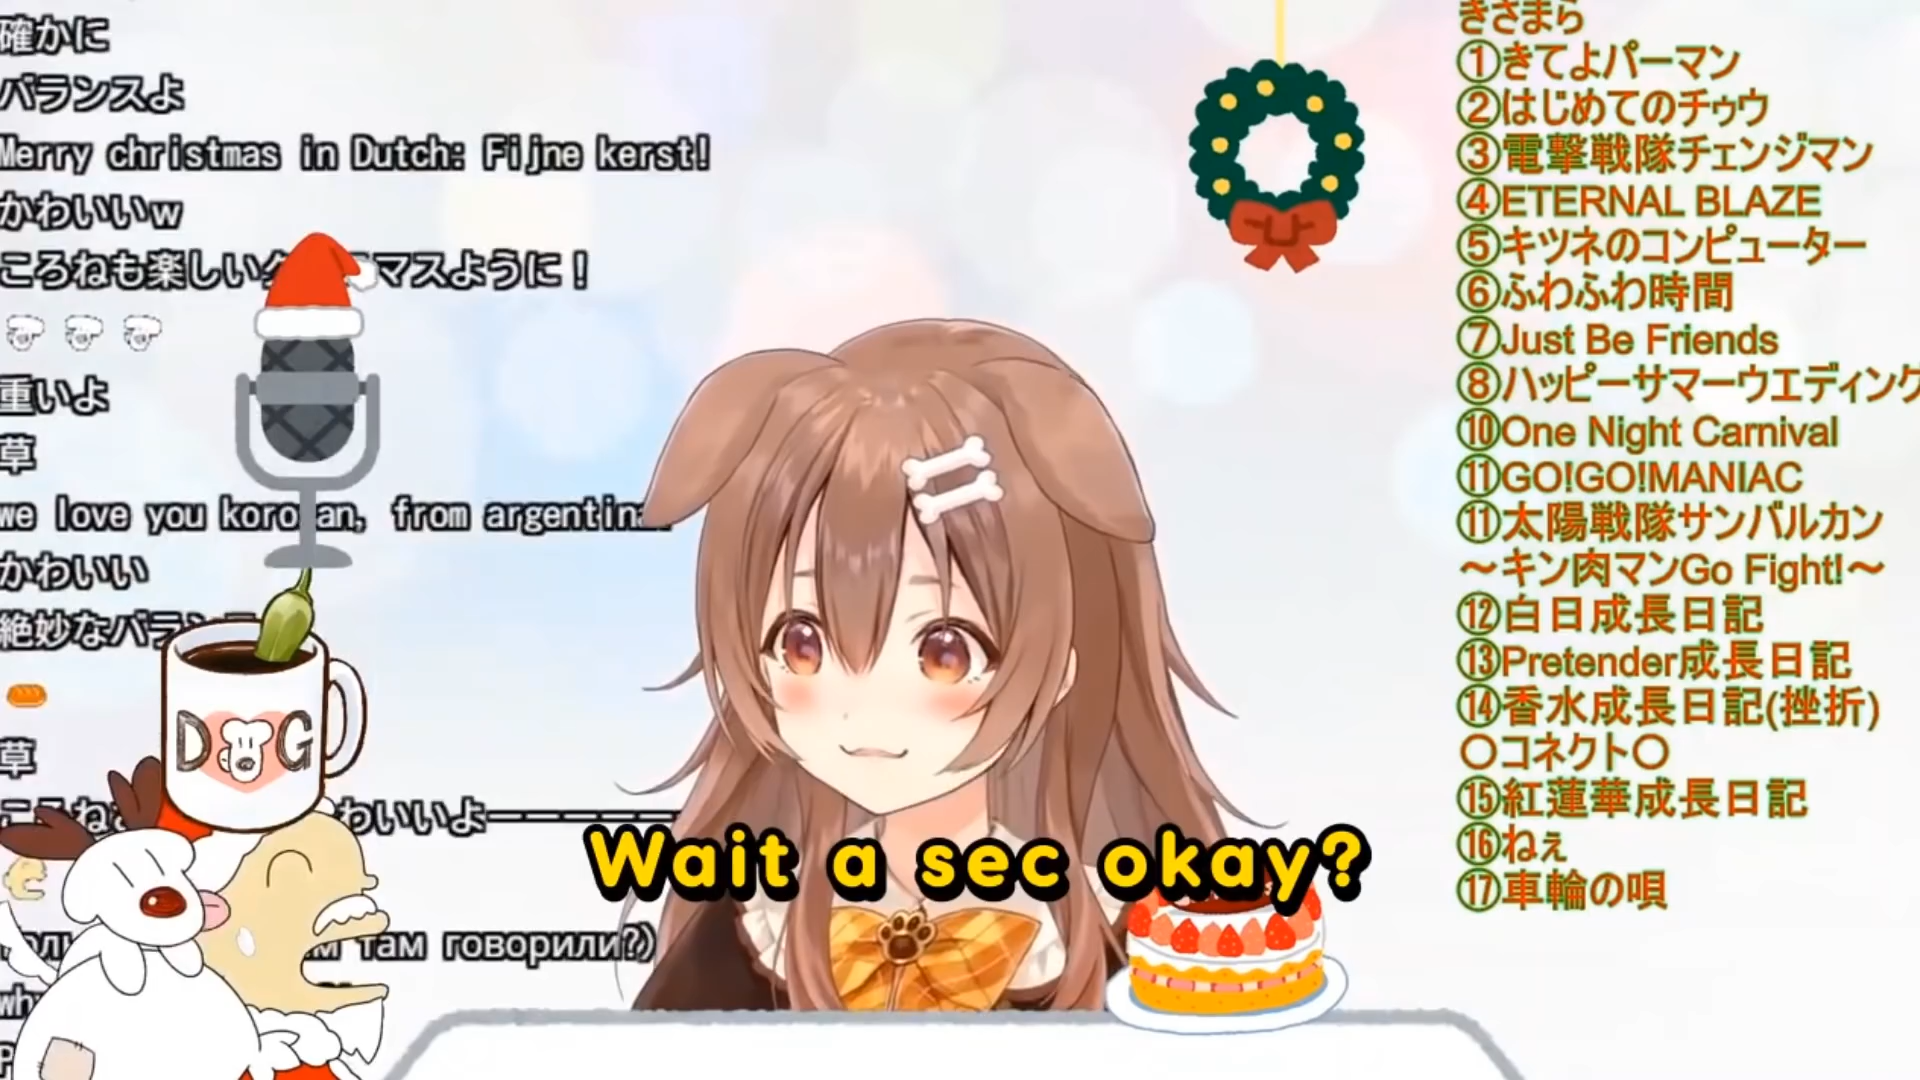 確かに
バランスよ
Merry christmas in Dutch: Fijne kerst!
かわいいｗ
ころねも楽しいク マスように！
重いよ
草
we love you koro an, from argentina
かわいい
絶妙なバラン
DOG
草
ころね わいいよーーーーーー
там говорили?)
wh
P
Wait a sec okay?
きさまら
①きてよパーマン
②はじめてのチゥウ
③電撃戦隊チェンジマン
④ETERNAL BLAZE
⑤キツネのコンピューター
⑥ふわふわ時間
⑦Just Be Friends
⑧ハッピーサマーウエディング
⑩One Night Carnival
⑪GO!GO!MANIAC
⑪太陽戦隊サンバルカン
～キン肉マンGo Fight!～
⑫白日成長日記
⑬Pretender成長日記
⑭香水成長日記(挫折)
〇コネクト〇
⑮紅蓮華成長日記
⑯ねぇ
⑰車輪の唄